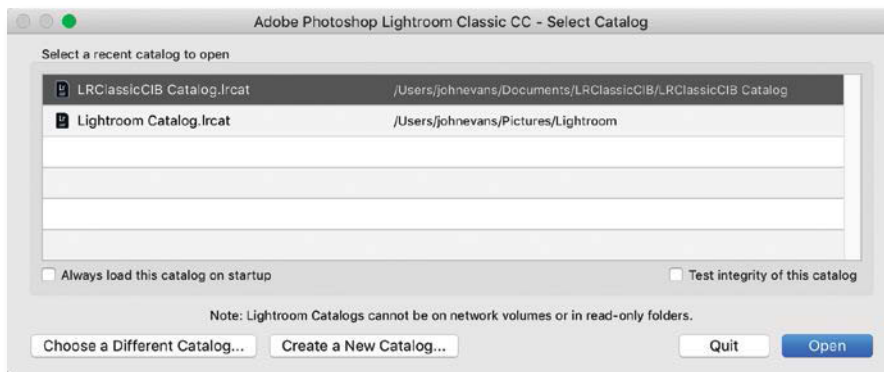 Adobe Photoshop Lightroom Classic CC - Select Catalog
Select a recent catalog to open
LRClassicCIB Catalog.lrcat /Users/johnevans/Documents/LRClassicCIB/LRClassicCIB Catalog
Lightroom Catalog.lrcat /Users/johnevans/Pictures/Lightroom
Always load this catalog on startup Test integrity of this catalog
Note: Lightroom Catalogs cannot be on network volumes or in read-only folders.
Choose a Different Catalog... Create a New Catalog... Quit Open